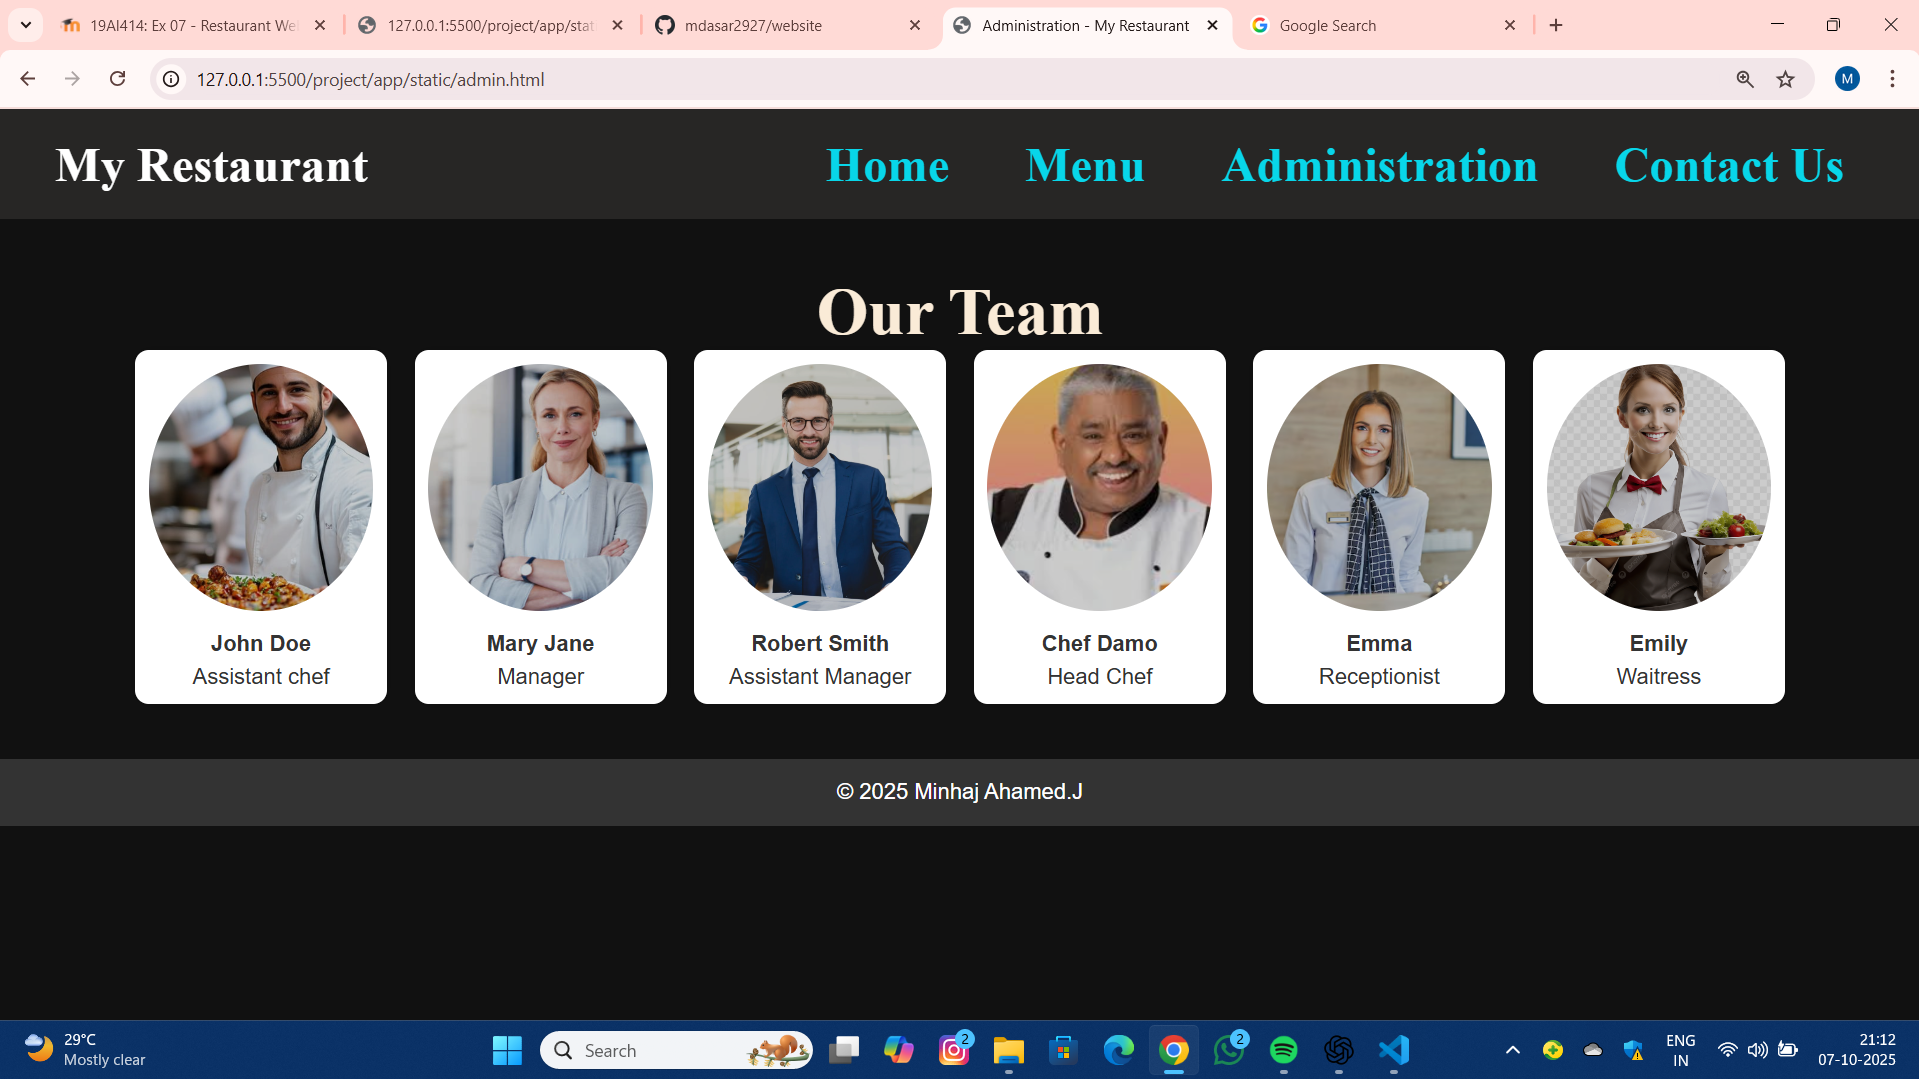 19AI414: Ex 07 - Restaurant We
127.0.0.1:5500/project/app/stat
mdasar2927/website
Administration - My Restaurant
Google Search
127.0.0.1:5500/project/app/static/admin.html
M
My Restaurant
Home
Menu
Administration
Contact Us
Our Team
John Doe
Assistant chef
Mary Jane
Manager
Robert Smith
Assistant Manager
Chef Damo
Head Chef
Emma
Receptionist
Emily
Waitress
© 2025 Minhaj Ahamed.J
29°C
Mostly clear
Search
2
2
ENG
IN
21:12
07-10-2025